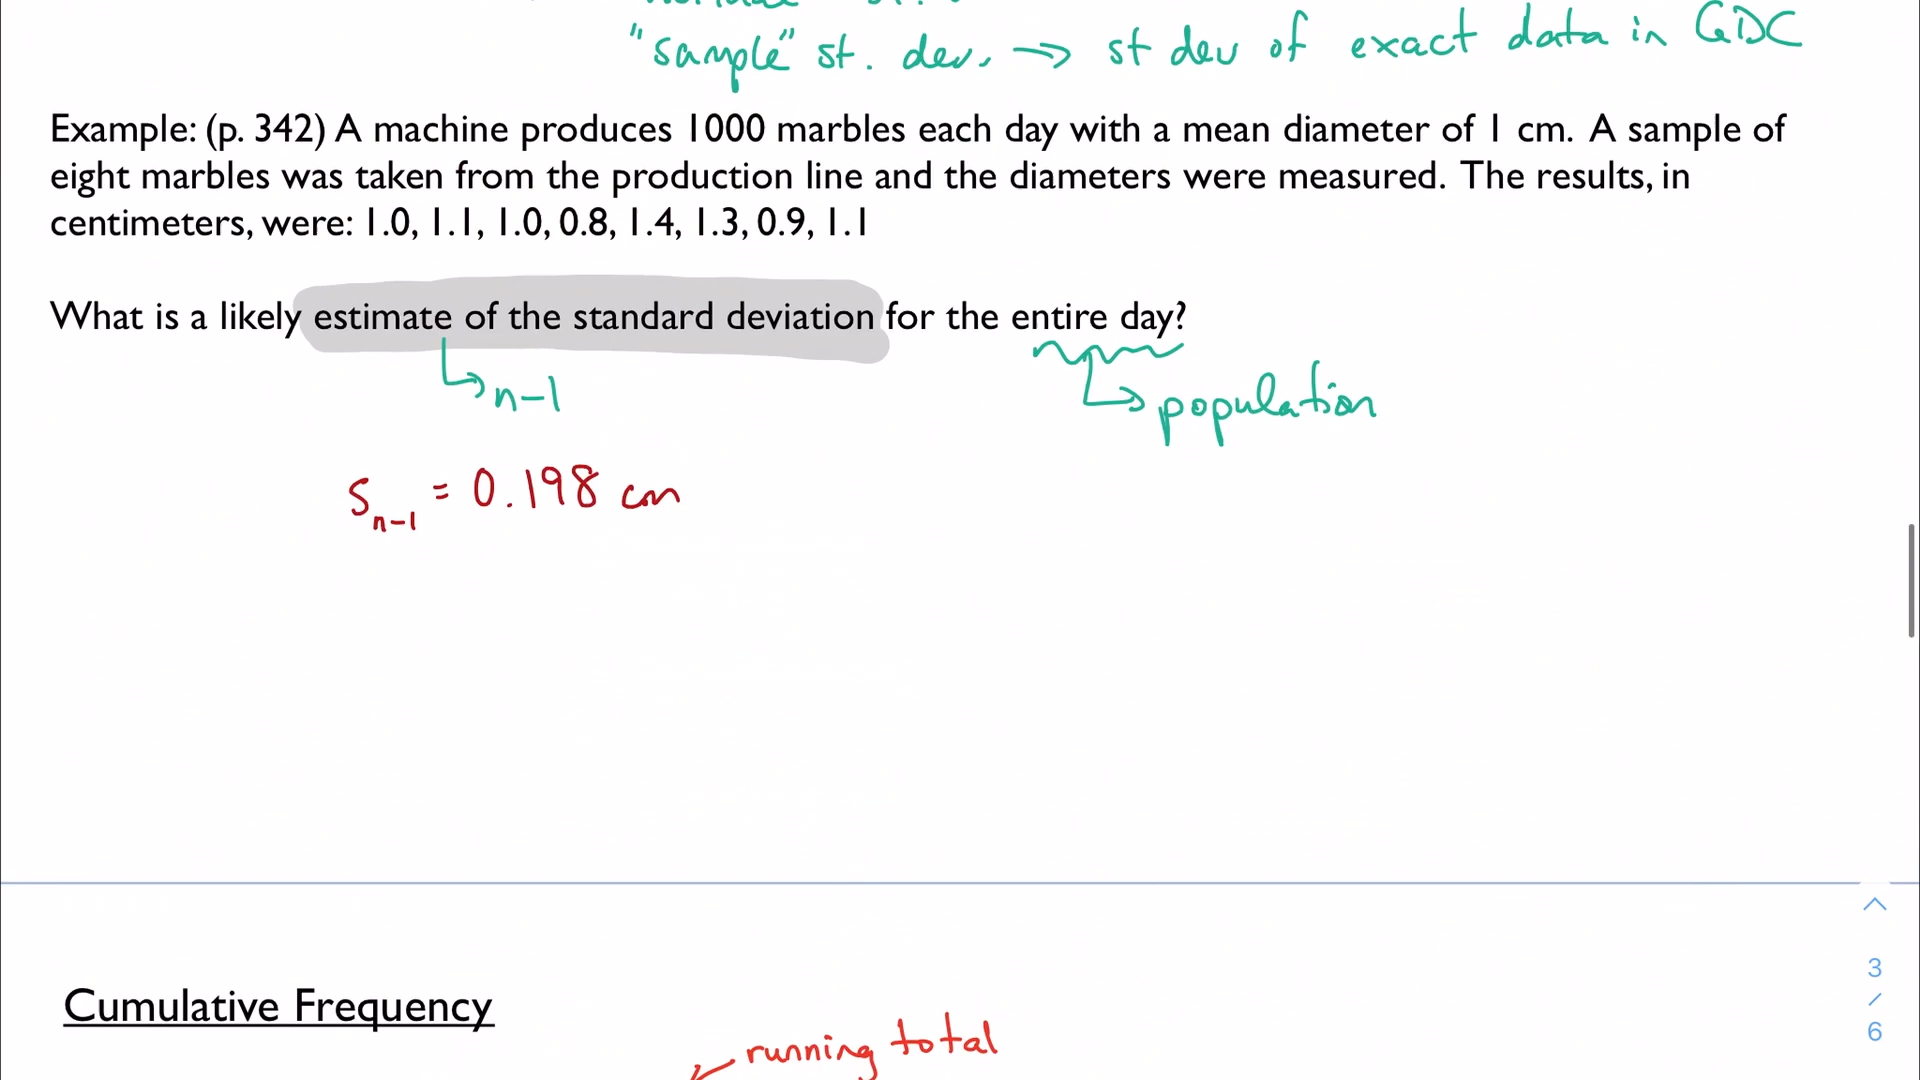 "sample" st. dev. → st dev of exact data in GDC
Example: (p. 342) A machine produces 1000 marbles each day with a mean diameter of 1 cm. A sample of
eight marbles was taken from the production line and the diameters were measured. The results, in
centimeters, were: 1.0, 1.1, 1.0, 0.8, 1.4, 1.3, 0.9, 1.1
What is a likely estimate of the standard deviation for the entire day?
n-1
population
S_{n-1} = 0.198 cm
3
/
6
Cumulative Frequency
running total